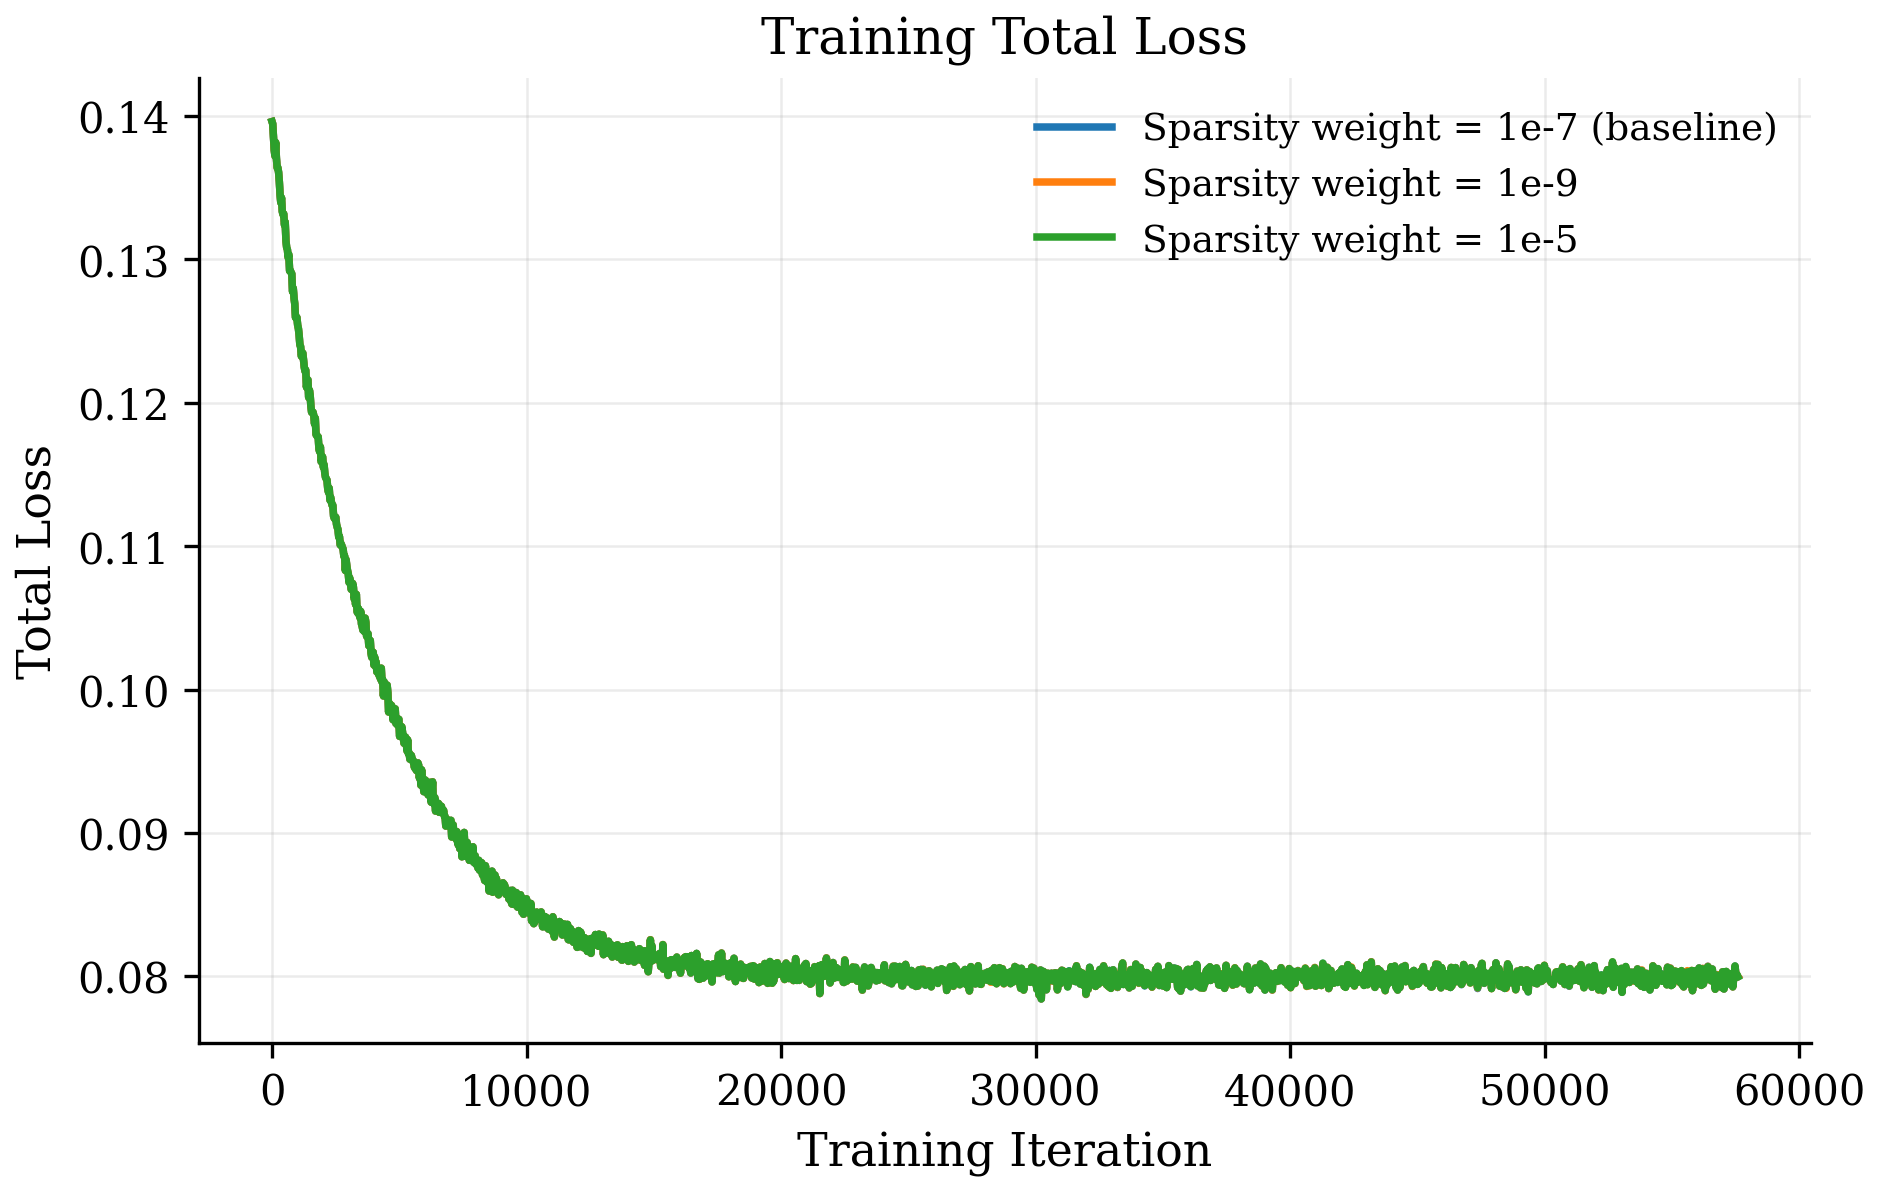 Training Total Loss
Total Loss
0.14
0.13
0.12
0.11
0.10
0.09
0.08
Sparsity weight = 1e-7 (baseline)
Sparsity weight = 1e-9
Sparsity weight = 1e-5
0 10000 20000 30000 40000 50000 60000
Training Iteration